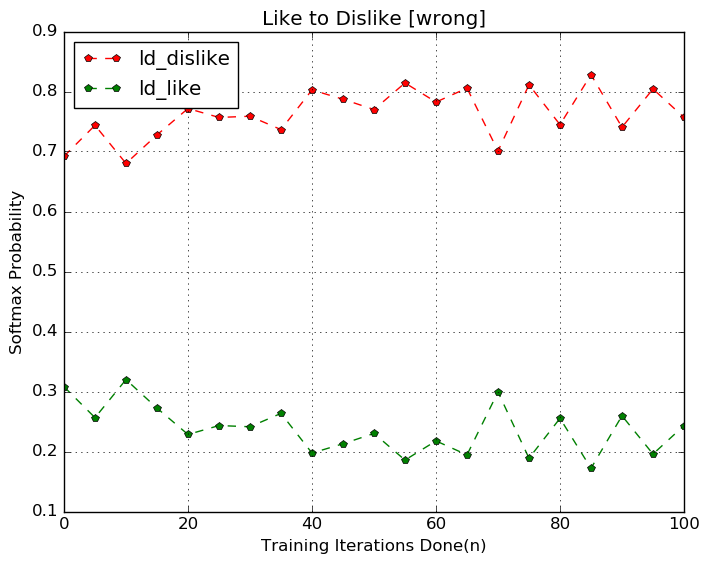 Like to Dislike [wrong]
ld_dislike
ld_like
Softmax Probability
0.9
0.8
0.7
0.6
0.5
0.4
0.3
0.2
0.1
0 20 40 60 80 100
Training Iterations Done(n)